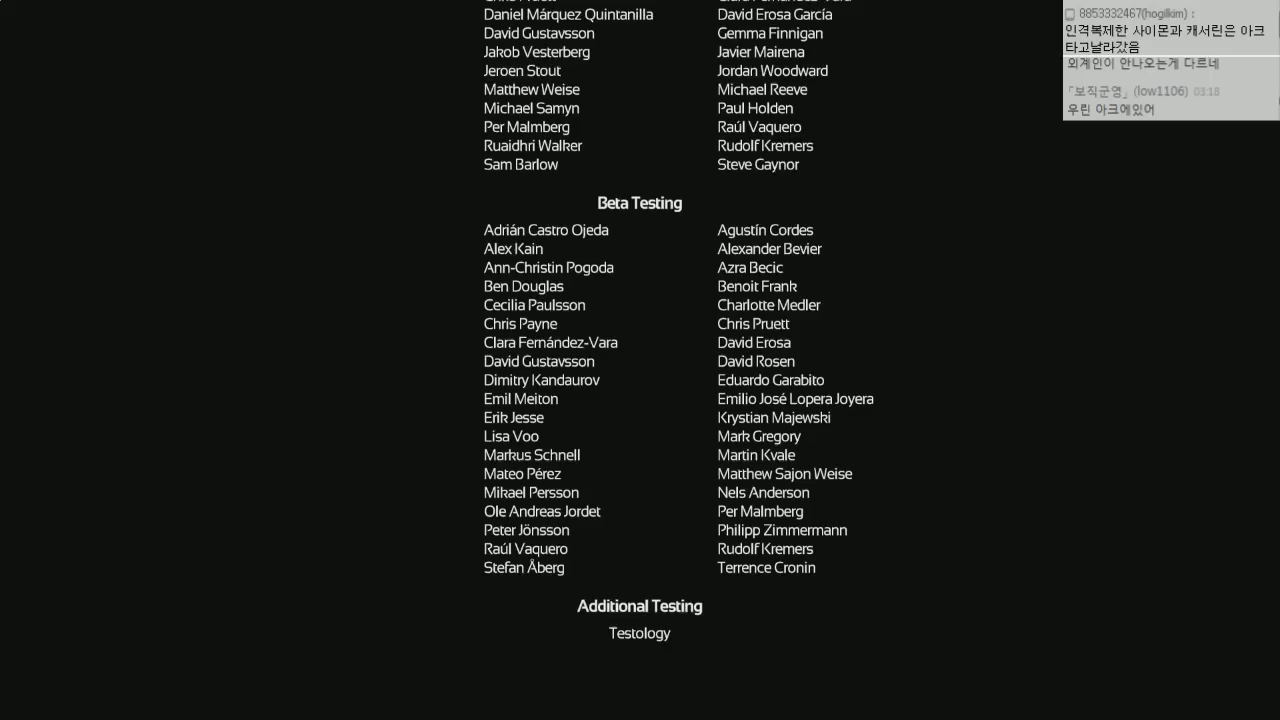 Daniel Márquez Quintanilla
David Erosa García
David Gustavsson
Gemma Finnigan
Jakob Vesterberg
Javier Mairena
Jeroen Stout
Jordan Woodward
Matthew Weise
Michael Reeve
Michael Samyn
Paul Holden
Per Malmberg
Raúl Vaquero
Ruaidhri Walker
Rudolf Kremers
Sam Barlow
Steve Gaynor
Beta Testing
Adrián Castro Ojeda
Agustín Cordes
Alex Kain
Alexander Bevier
Ann-Christin Pogoda
Azra Becic
Ben Douglas
Benoit Frank
Cecilia Paulsson
Charlotte Medler
Chris Payne
Chris Pruett
Clara Fernández-Vara
David Erosa
David Gustavsson
David Rosen
Dimitry Kandaurov
Eduardo Garabito
Emil Meiton
Emilio José Lopera Joyera
Erik Jesse
Krystian Majewski
Lisa Voo
Mark Gregory
Markus Schnell
Martin Kvale
Mateo Pérez
Matthew Sajon Weise
Mikael Persson
Nels Anderson
Ole Andreas Jordet
Per Malmberg
Peter Jönsson
Philipp Zimmermann
Raúl Vaquero
Rudolf Kremers
Stefan Åberg
Terrence Cronin
Additional Testing
Testology
8853332467(hogilkim) :
인격복제한 사이몬과 캐서린은 아크
타고날라갔음
외계인이 안나오는게 다르네
「보직군영」(low1106) 03:18
우린 아크에있어